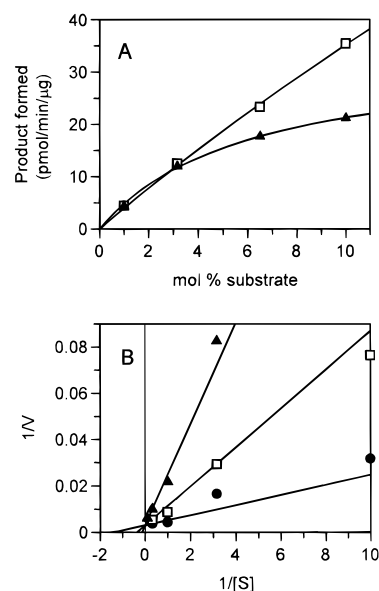 A
40
30
20
10
0
Product formed
(pmol/min/μg)
0 2 4 6 8 10
mol % substrate
B
0.08
0.06
0.04
0.02
0
1/V
-2 0 2 4 6 8 10
1/[S]